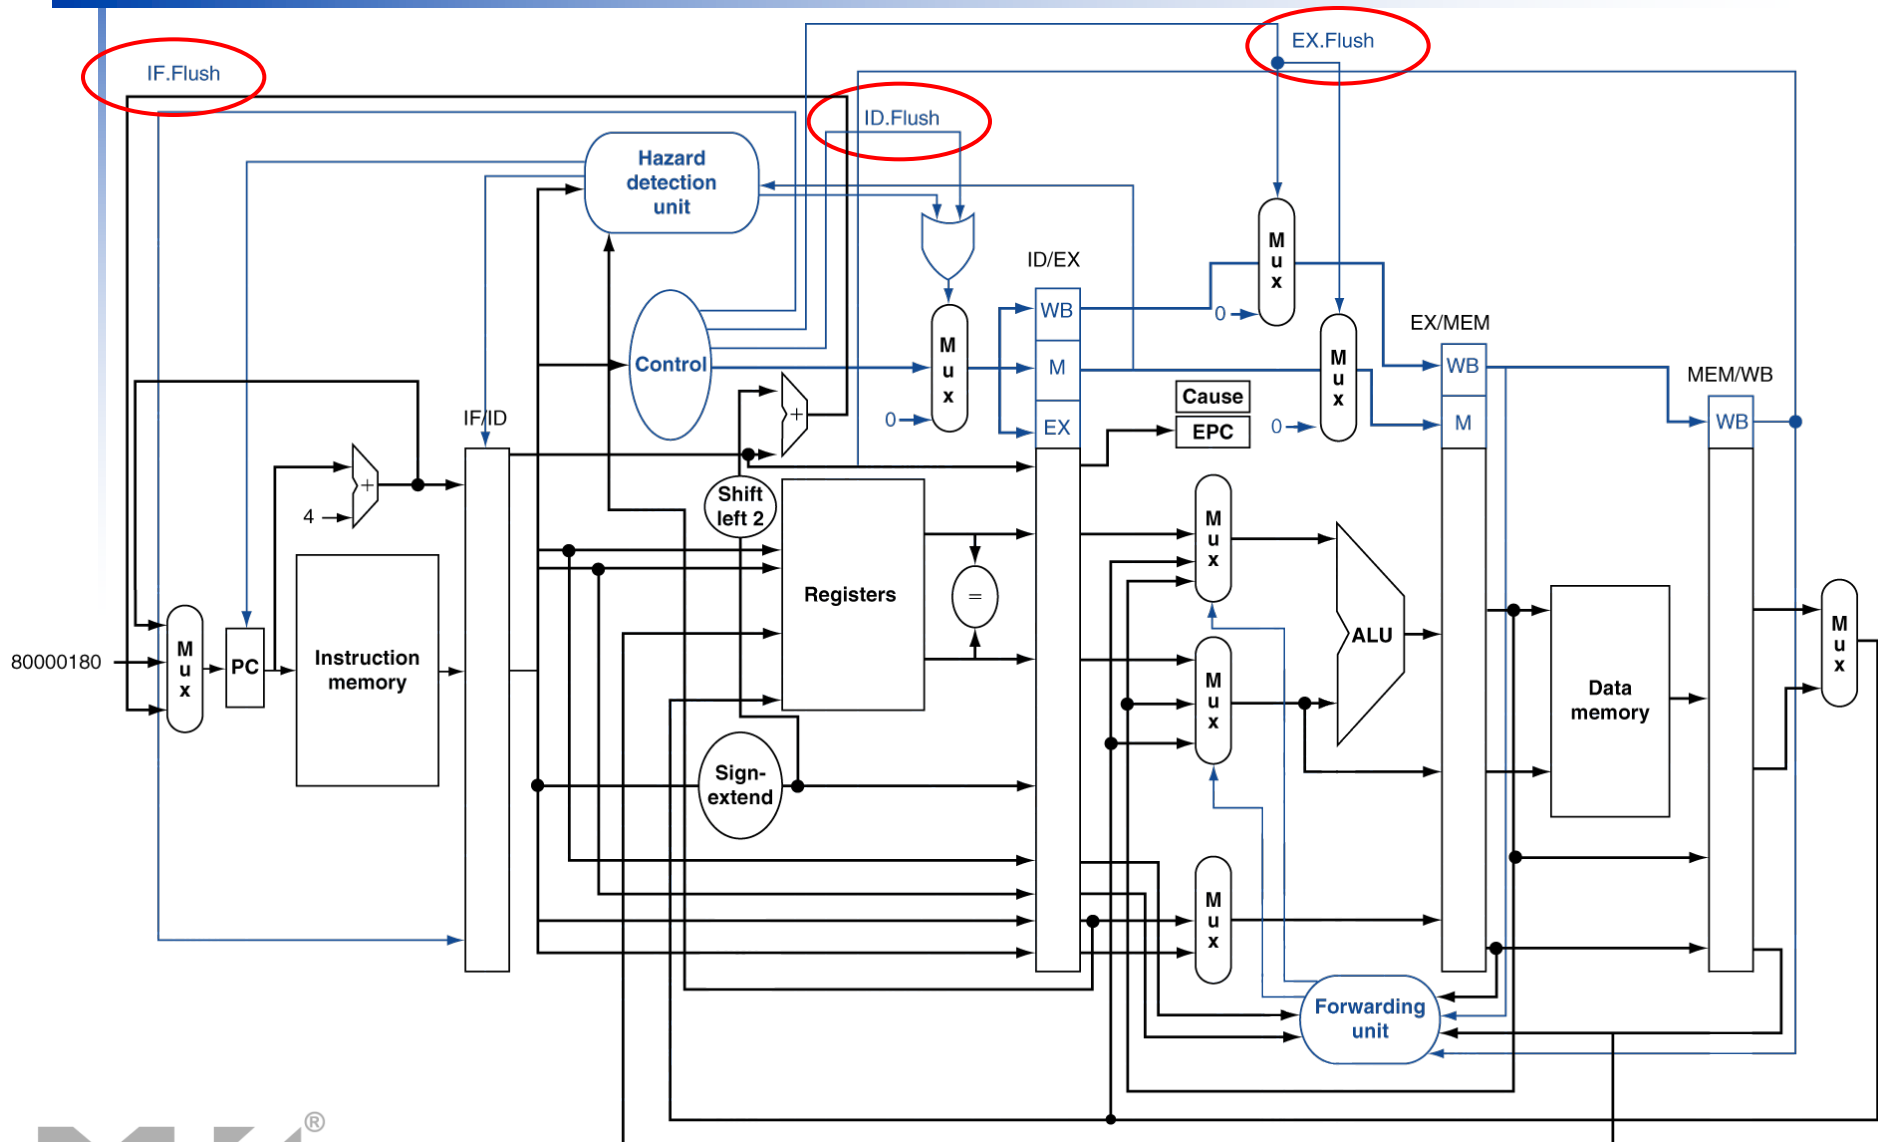 EX.Flush
IF.Flush
ID.Flush
Hazard
detection
unit
M
u
x
ID/EX
0
WB
M
u
x
EX/MEM
M
u
x
Control
M
WB
MEM/WB
Cause
0
EX
EPC
0
M
WB
IF/ID
+
+
4
Shift
left 2
M
u
x
Registers
=
M
u
x
80000180
PC
Instruction
memory
ALU
M
u
x
M
u
x
Data
memory
Sign-
extend
M
u
x
Forwarding
unit
®